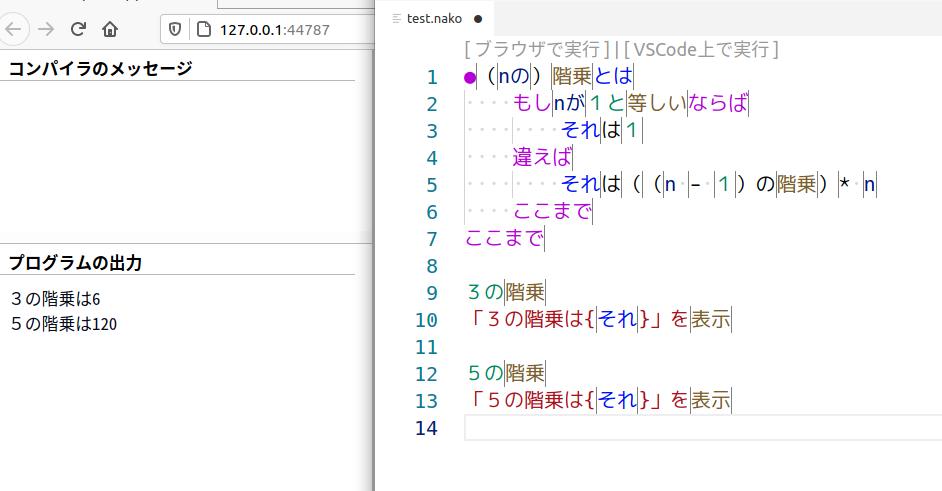 127.0.0.1:44787
コンパイラのメッセージ
プログラムの出力
３の階乗は6
５の階乗は120
test.nako
[ブラウザで実行]|[VSCode上で実行]
1 ●（nの）階乗とは
2 もしnが１と等しいならば
3 それは１
4 違えば
5 それは（（n - １）の階乗）* n
6 ここまで
7 ここまで
8
9 ３の階乗
10 「３の階乗は{それ}」を表示
11
12 ５の階乗
13 「５の階乗は{それ}」を表示
14